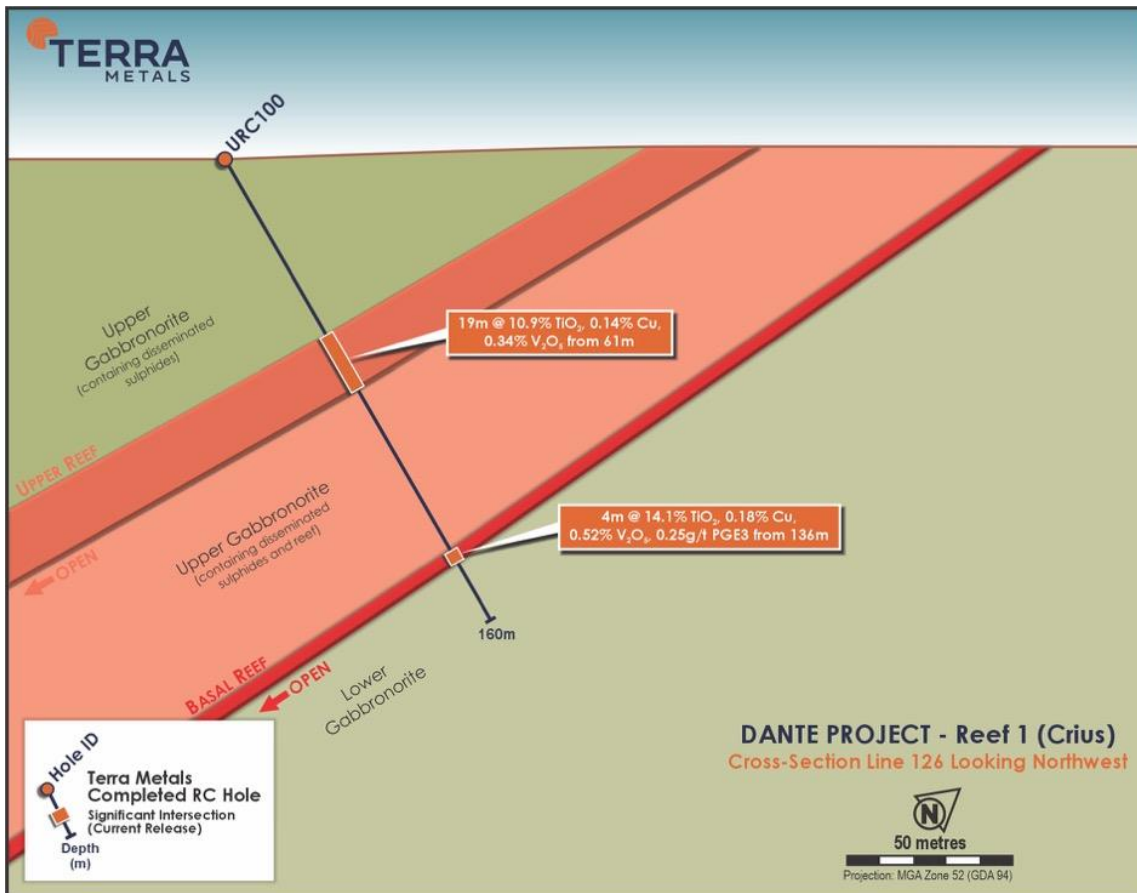 TERRA
METALS
URC100
19m @ 10.9% TiO₂, 0.14% Cu,
0.34% V₂O₅ from 61m
Upper
Gabbronorite
(containing disseminated
sulphides)
UPPER REEF
OPEN
Upper Gabbronorite
(containing disseminated
sulphides and reef)
4m @ 14.1% TiO₂, 0.18% Cu,
0.52% V₂O₅, 0.25g/t PGE3 from 136m
160m
BASAL REEF
OPEN
Lower
Gabbronorite
Hole ID
Terra Metals
Completed RC Hole
Significant Intersection
(Current Release)
Depth
(m)
DANTE PROJECT - Reef 1 (Crius)
Cross-Section Line 126 Looking Northwest
N
50 metres
Projection: MGA Zone 52 (GDA 94)